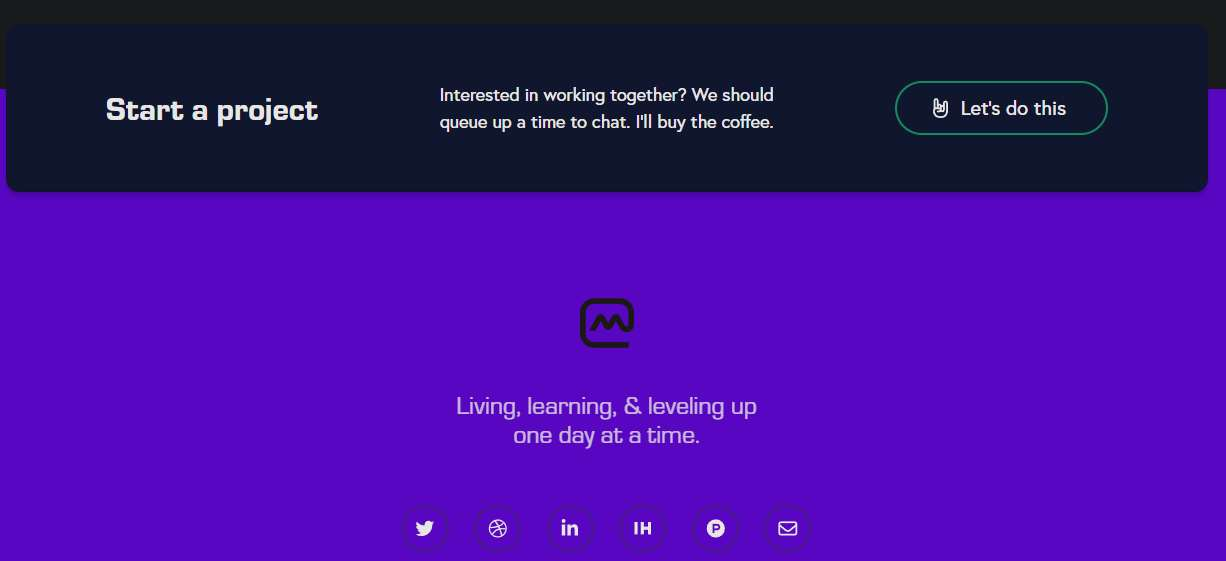 Start a project
Interested in working together? We should
queue up a time to chat. I'll buy the coffee.
Let's do this
Living, learning, & leveling up
one day at a time.
in
IH
P